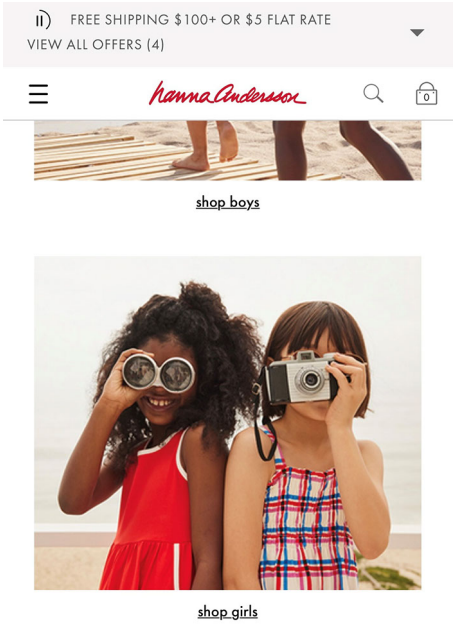 FREE SHIPPING $100+ OR $5 FLAT RATE
VIEW ALL OFFERS (4)
hanna andersson
0
shop boys
shop girls